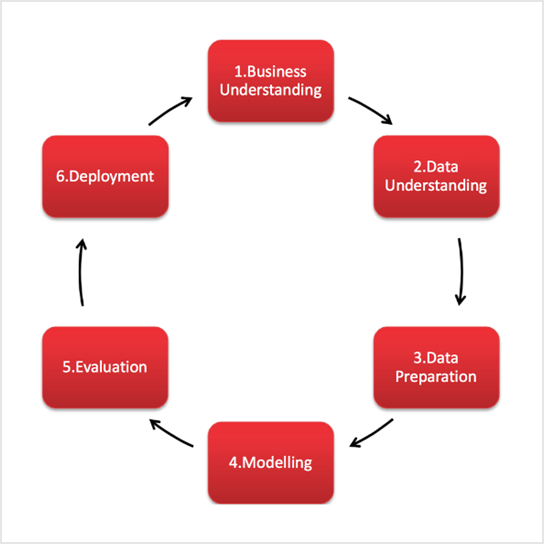 1.Business
Understanding
2.Data
Understanding
3.Data
Preparation
4.Modelling
5.Evaluation
6.Deployment